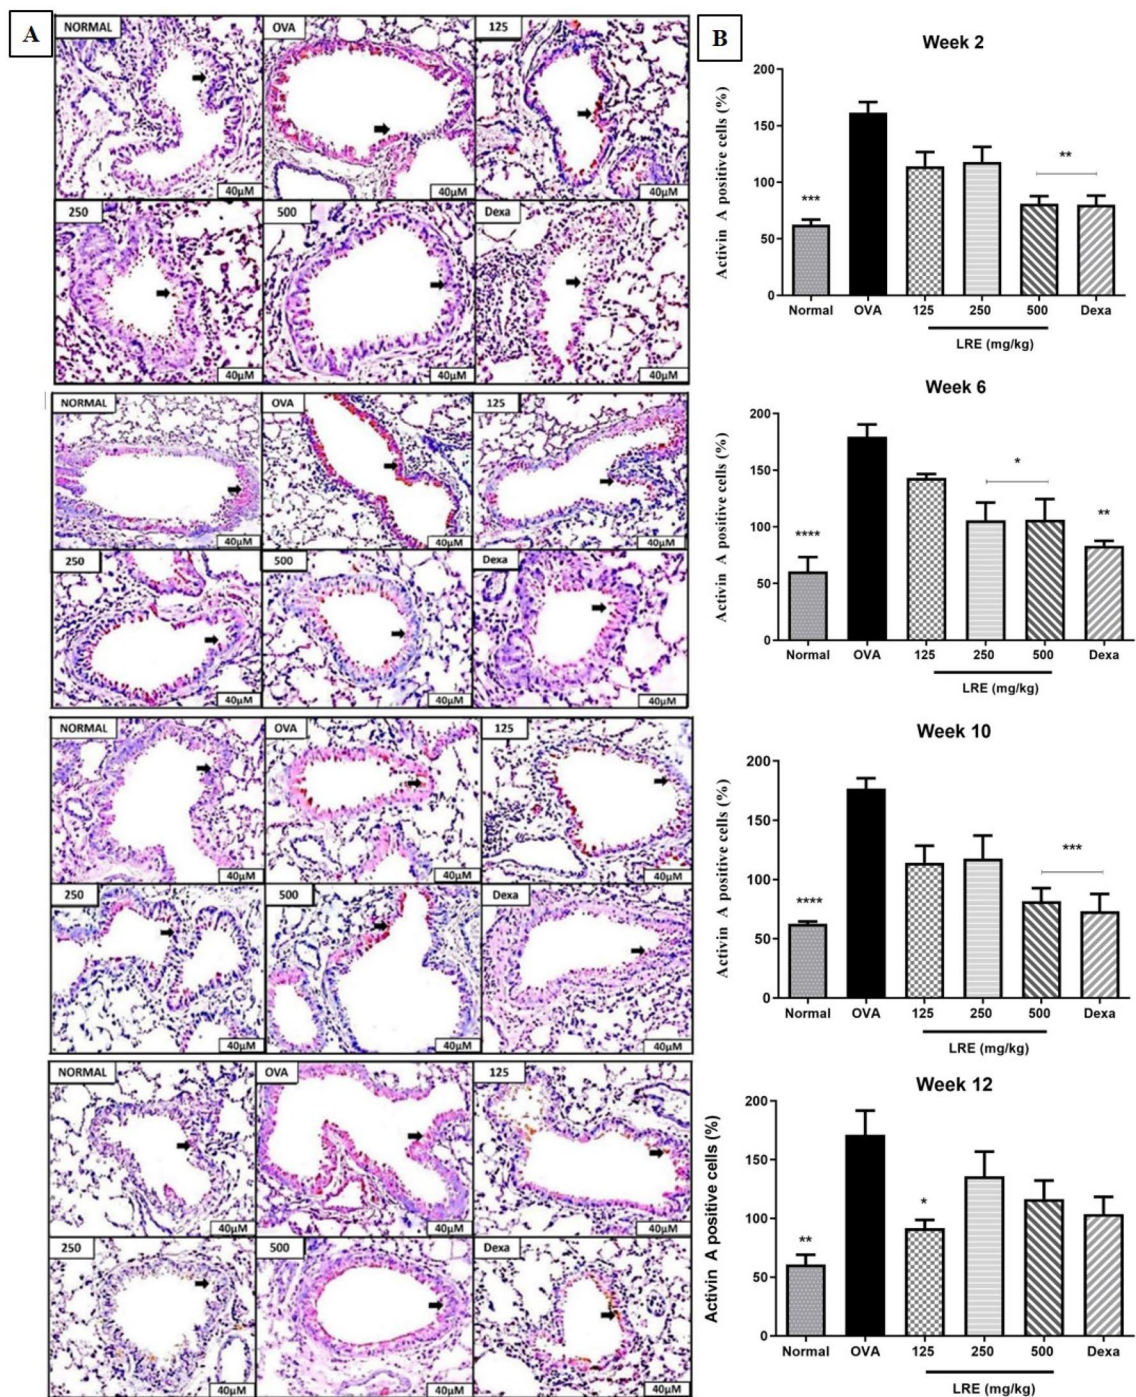 A
NORMAL OVA 125
40µM 40µM 40µM
250 500 Dexa
40µM 40µM 40µM
NORMAL OVA 125
40µM 40µM 40µM
250 500 Dexa
40µM 40µM 40µM
NORMAL OVA 125
40µM 40µM 40µM
250 500 Dexa
40µM 40µM 40µM
NORMAL OVA 125
40µM 40µM 40µM
250 500 Dexa
40µM 40µM 40µM
B
Week 2
Activin A positive cells (%)
200
150
100
50
0
***
**
Normal OVA 125 250 500 Dexa
LRE (mg/kg)
Week 6
Activin A positive cells (%)
200
150
100
50
0
****
*
**
Normal OVA 125 250 500 Dexa
LRE (mg/kg)
Week 10
Activin A positive cells (%)
200
150
100
50
0
****
***
Normal OVA 125 250 500 Dexa
LRE (mg/kg)
Week 12
Activin A positive cells (%)
200
150
100
50
0
**
*
Normal OVA 125 250 500 Dexa
LRE (mg/kg)